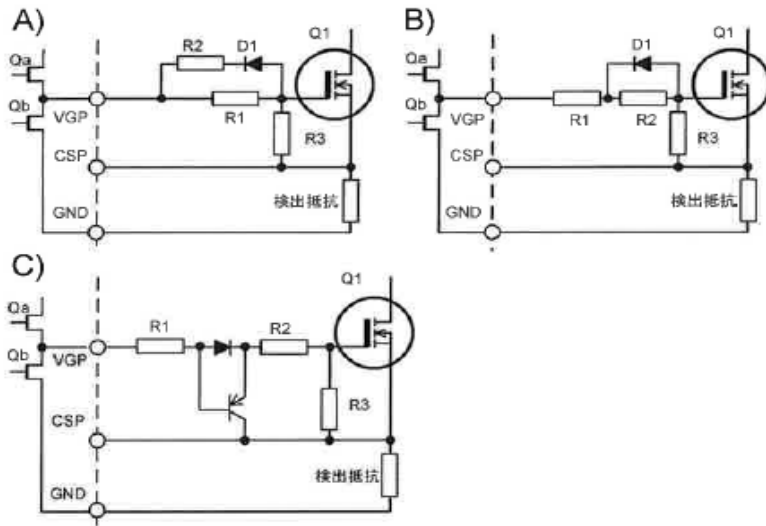 A)
Qa
Qb
VGP
CSP
GND
R2
D1
R1
R3
Q1
検出抵抗
B)
Qa
Qb
VGP
CSP
GND
D1
R1
R2
R3
Q1
検出抵抗
C)
Qa
Qb
VGP
CSP
GND
R1
R2
R3
Q1
検出抵抗